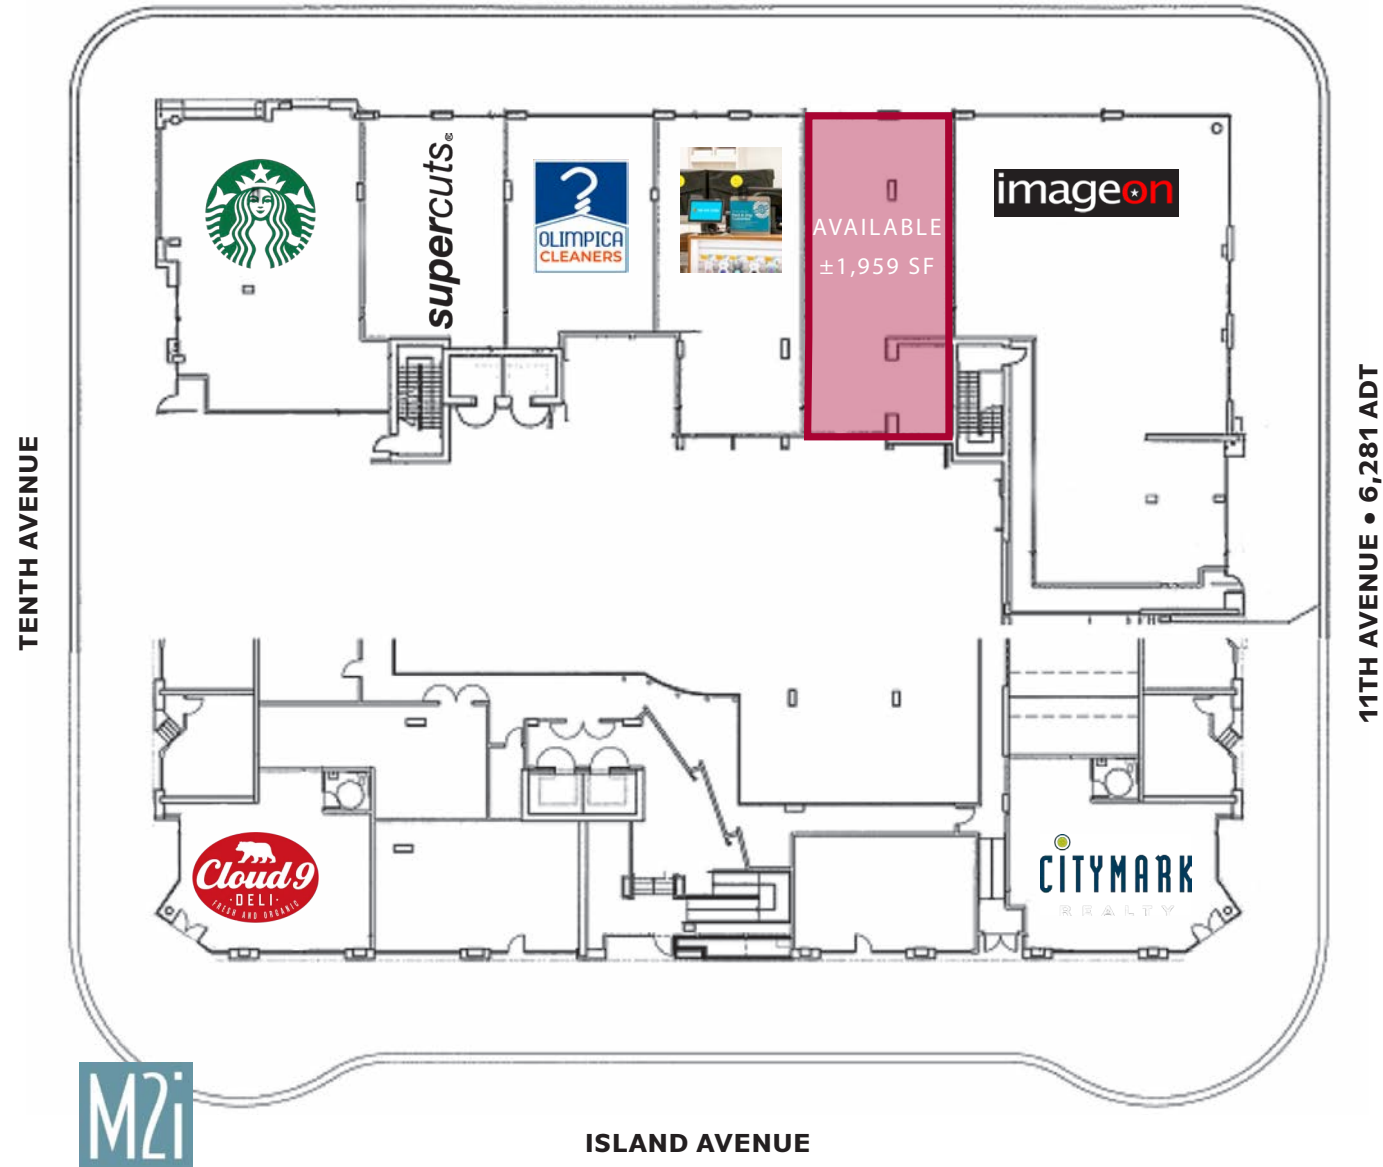 supercuts®
OLIMPICA
CLEANERS
AVAILABLE
±1,959 SF
imageon
TENTH AVENUE
11TH AVENUE • 6,281 ADT
Cloud 9
·DELI·
FRESH AND ORGANIC
CITYMARK
REALTY
M2i
ISLAND AVENUE